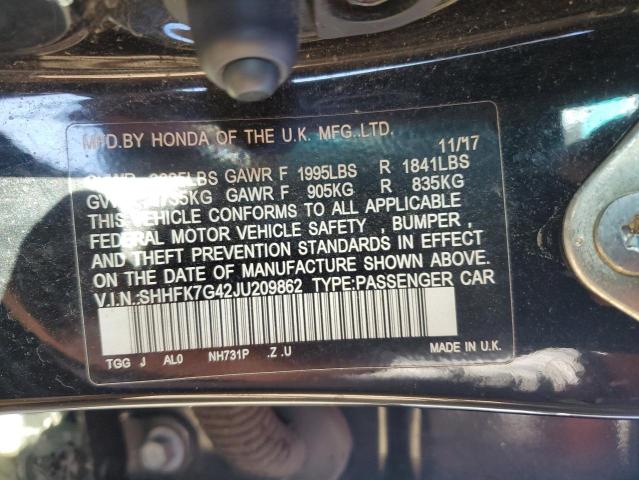 MFD.BY HONDA OF THE U.K. MFG.,LTD.
11/17
GAWR F 1995LBS R 1841LBS
GAWR F 905KG R 835KG
THIS VEHICLE CONFORMS TO ALL APPLICABLE
FEDERAL MOTOR VEHICLE SAFETY , BUMPER ,
AND THEFT PREVENTION STANDARDS IN EFFECT
ON THE DATE OF MANUFACTURE SHOWN ABOVE.
V.I.N.:SHHFK7G42JU209862 TYPE:PASSENGER CAR
TGG J AL0 NH731P .Z .U MADE IN U.K.